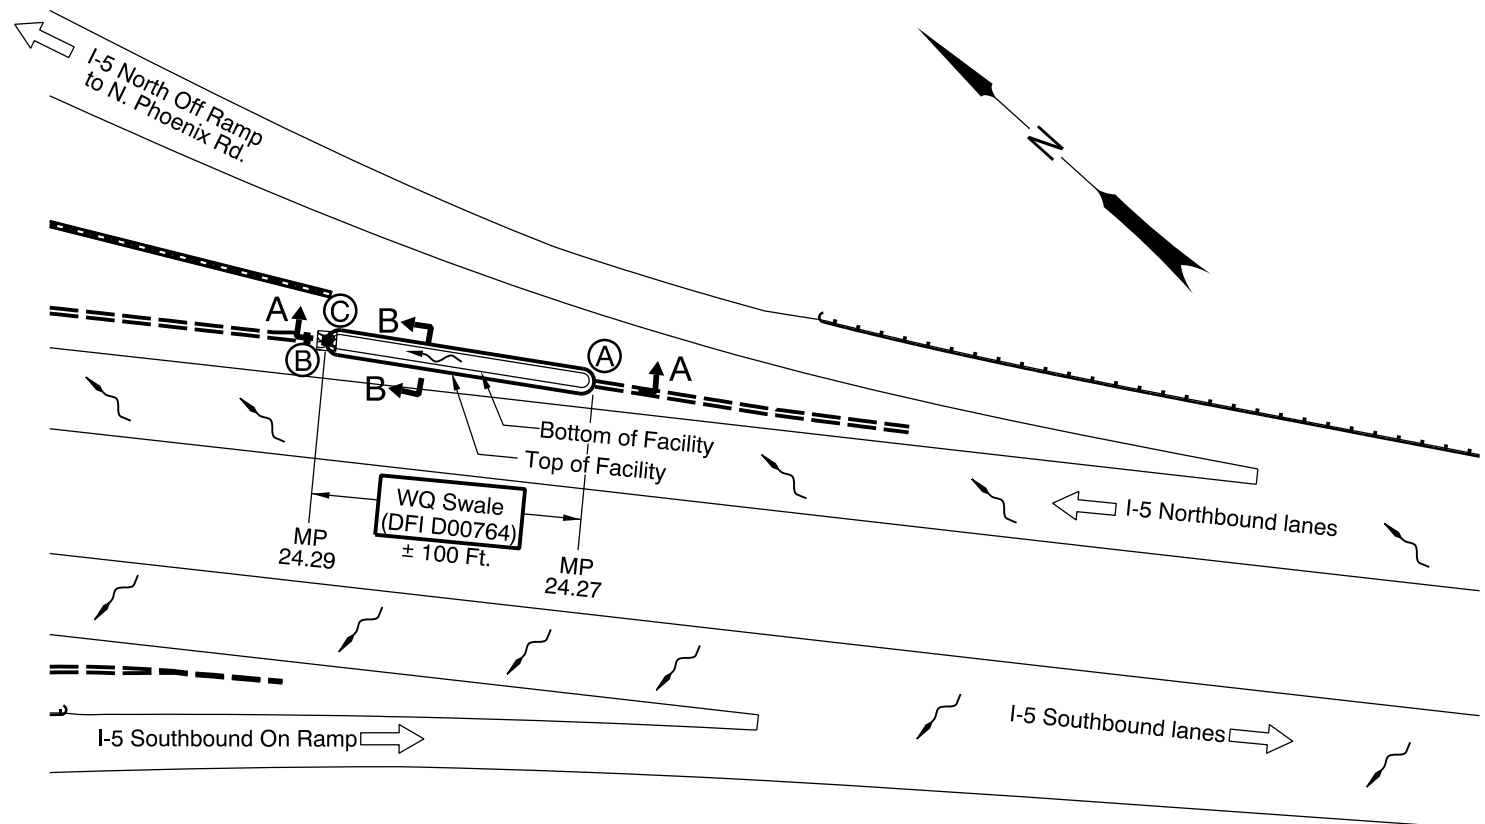 I-5 North Off Ramp
to N. Phoenix Rd.
N
A
C
B
B
A
A
B
B
Bottom of Facility
Top of Facility
WQ Swale
(DFI D00764)
± 100 Ft.
MP
24.29
MP
24.27
I-5 Northbound lanes
I-5 Southbound lanes
I-5 Southbound On Ramp